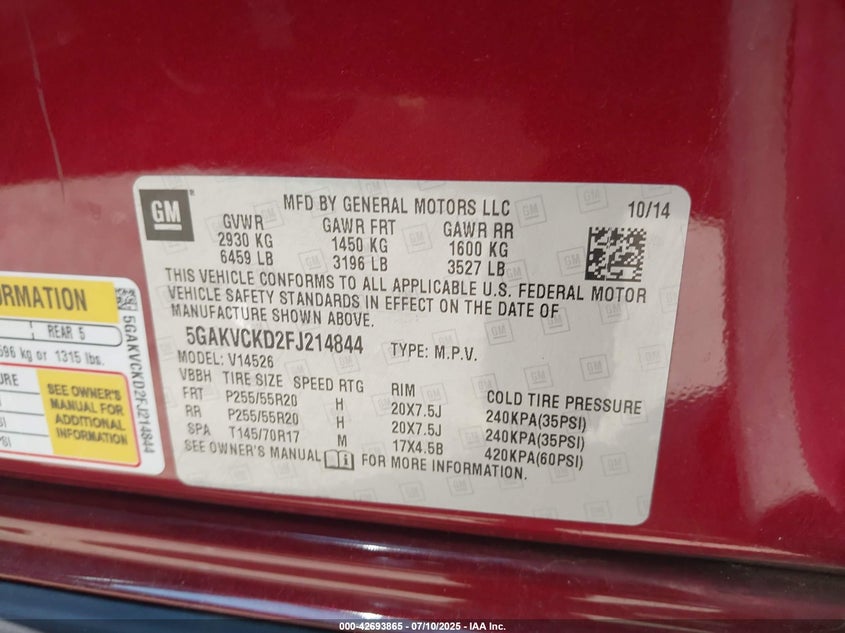 GM
MFD BY GENERAL MOTORS LLC
10/14
GVWR GAWR FRT GAWR RR
2930 KG 1450 KG 1600 KG
6459 LB 3196 LB 3527 LB
THIS VEHICLE CONFORMS TO ALL APPLICABLE U.S. FEDERAL MOTOR
VEHICLE SAFETY STANDARDS IN EFFECT ON THE DATE OF
MANUFACTURE SHOWN ABOVE.
5GAKVCKD2FJ214844 TYPE: M.P.V.
MODEL: V14526
VBBH TIRE SIZE SPEED RTG RIM COLD TIRE PRESSURE
FRT P255/55R20 H 20X7.5J 240KPA(35PSI)
RR P255/55R20 H 20X7.5J 240KPA(35PSI)
SPA T145/70R17 M 17X4.5B 420KPA(60PSI)
SEE OWNER'S MANUAL FOR MORE INFORMATION.
REAR 5
kg or 1315 lbs.
SEE OWNER'S
MANUAL FOR
ADDITIONAL
INFORMATION
5GAKVCKD2FJ214844
000-42693865 - 07/10/2025 - IAA Inc.